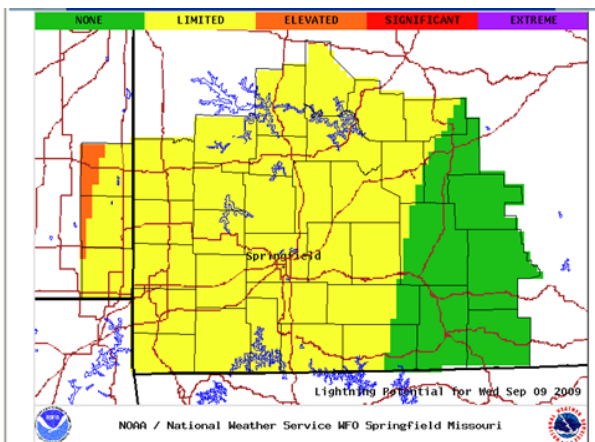 NONE LIMITED ELEVATED SIGNIFICANT EXTREME
Springfield
Lightning Potential for Wed Sep 09 2009
NOAA / National Weather Service WFO Springfield Missouri